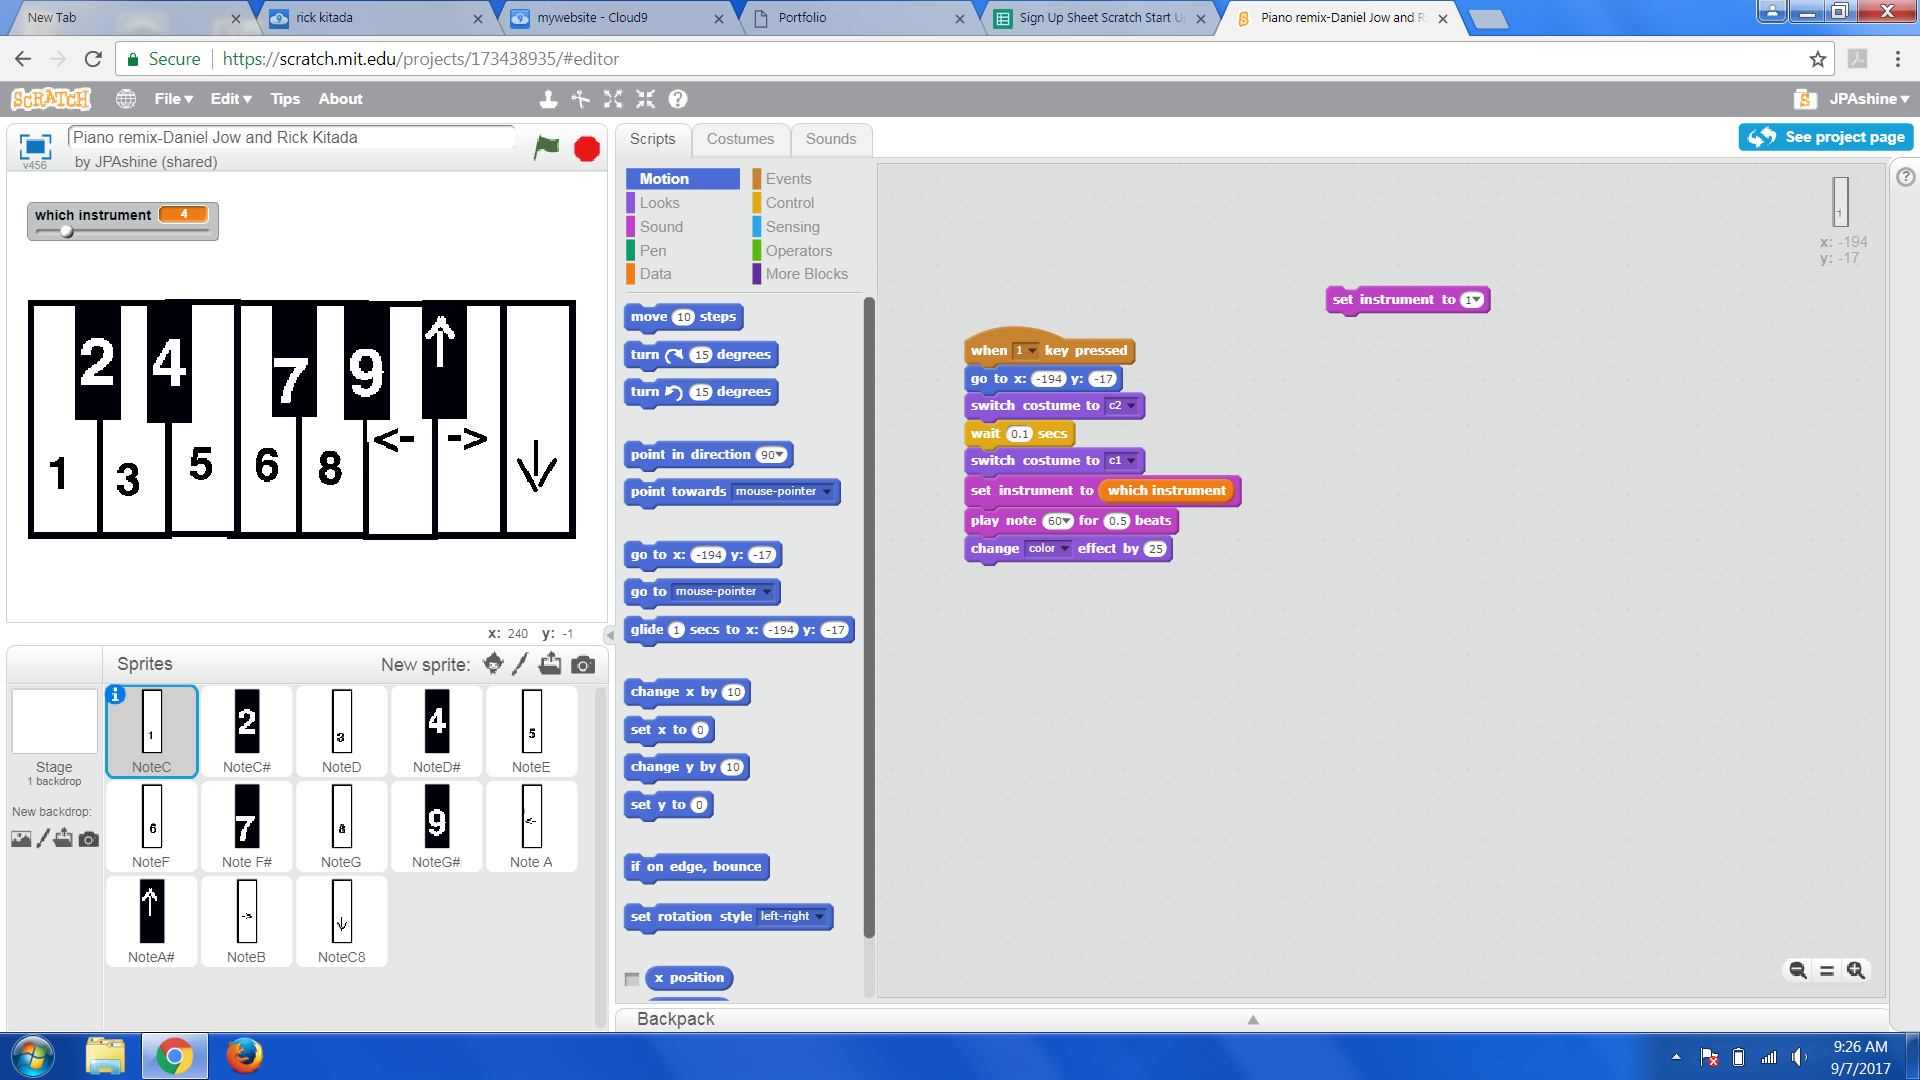 New Tab
rick kitada
mywebsite - Cloud9
Portfolio
Sign Up Sheet Scratch Start U
Piano remix-Daniel Jow and R
Secure
https://scratch.mit.edu/projects/173438935/#editor
SCRATCH
File
Edit
Tips
About
JPAshine
v456
Piano remix-Daniel Jow and Rick Kitada
by JPAshine (shared)
Scripts
Costumes
Sounds
See project page
which instrument 4
2 4 7 9 ↑
1 3 5 6 8 <- -> ↓
x: 240 y: -1
Motion
Looks
Sound
Pen
Data
Events
Control
Sensing
Operators
More Blocks
move 10 steps
turn 15 degrees
turn 15 degrees
point in direction 90
point towards mouse-pointer
go to x: -194 y: -17
go to mouse-pointer
glide 1 secs to x: -194 y: -17
change x by 10
set x to 0
change y by 10
set y to 0
if on edge, bounce
set rotation style left-right
x position
set instrument to 1
when 1 key pressed
go to x: -194 y: -17
switch costume to c2
wait 0.1 secs
switch costume to c1
set instrument to which instrument
play note 60 for 0.5 beats
change color effect by 25
1
x: -194
y: -17
Sprites
New sprite:
Stage
1 backdrop
New backdrop:
1 2 3 4 5
NoteC
NoteC#
NoteD
NoteD#
NoteE
6 7 8 9 <-
NoteF
Note F#
NoteG
NoteG#
Note A
↑ -> ↓
NoteA#
NoteB
NoteC8
Backpack
9:26 AM
9/7/2017